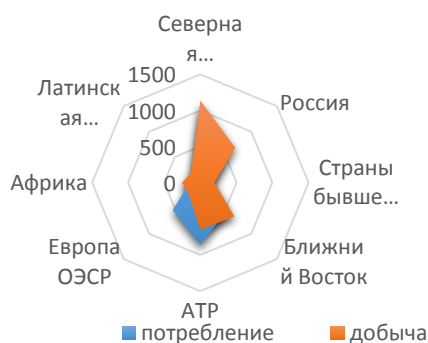 Северна
я...
1500
1000
500
0
Россия
Страны
бывше...
Ближни
й Восток
АТР
Европа
ОЭСР
Африка
Латинск
ая...
потребление
добыча